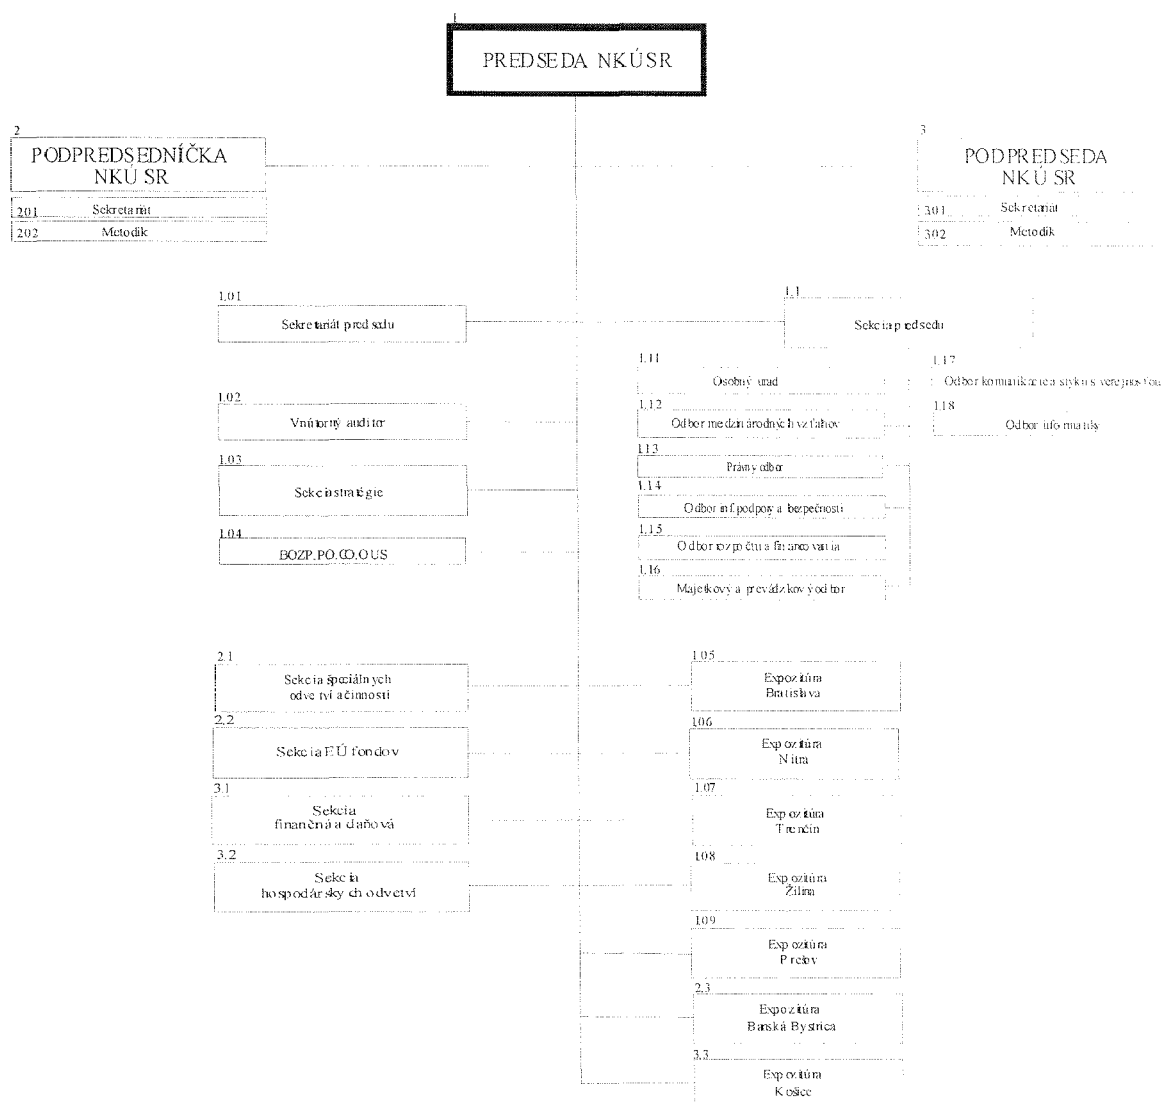 1
PREDSEDA NKÚ SR
2
PODPREDSEDNÍČKA
NKÚ SR
201 Sekretariát
202 Metodik
3
PODPREDSEDA
NKÚ SR
301 Sekretariát
302 Metodik
1.01
Sekretariát predsedu
1.1
Sekcia predsedu
1.11
Osobný úrad
1.17
Odbor komunikácie a styku s verejnosťou
1.02
Vnútorný auditor
1.12
Odbor medzinárodných vzťahov
1.18
Odbor informatiky
1.13
Právny odbor
1.03
Sekcia stratégie
1.14
Odbor inf. podpory a bezpečnosti
1.04
BOZP.PO.CO.OUS
1.15
Odbor rozpočtu a financovania
1.16
Majetkový a prevádzkový odbor
2.1
Sekcia špeciálnych
odvetví a činností
1.05
Expozitúra
Bratislava
2.2
Sekcia EÚ fondov
1.06
Expozitúra
Nitra
3.1
Sekcia
finančná a daňová
1.07
Expozitúra
Trenčín
3.2
Sekcia
hospodárskych odvetví
1.08
Expozitúra
Žilina
1.09
Expozitúra
Prešov
2.3
Expozitúra
Banská Bystrica
3.3
Expozitúra
Košice